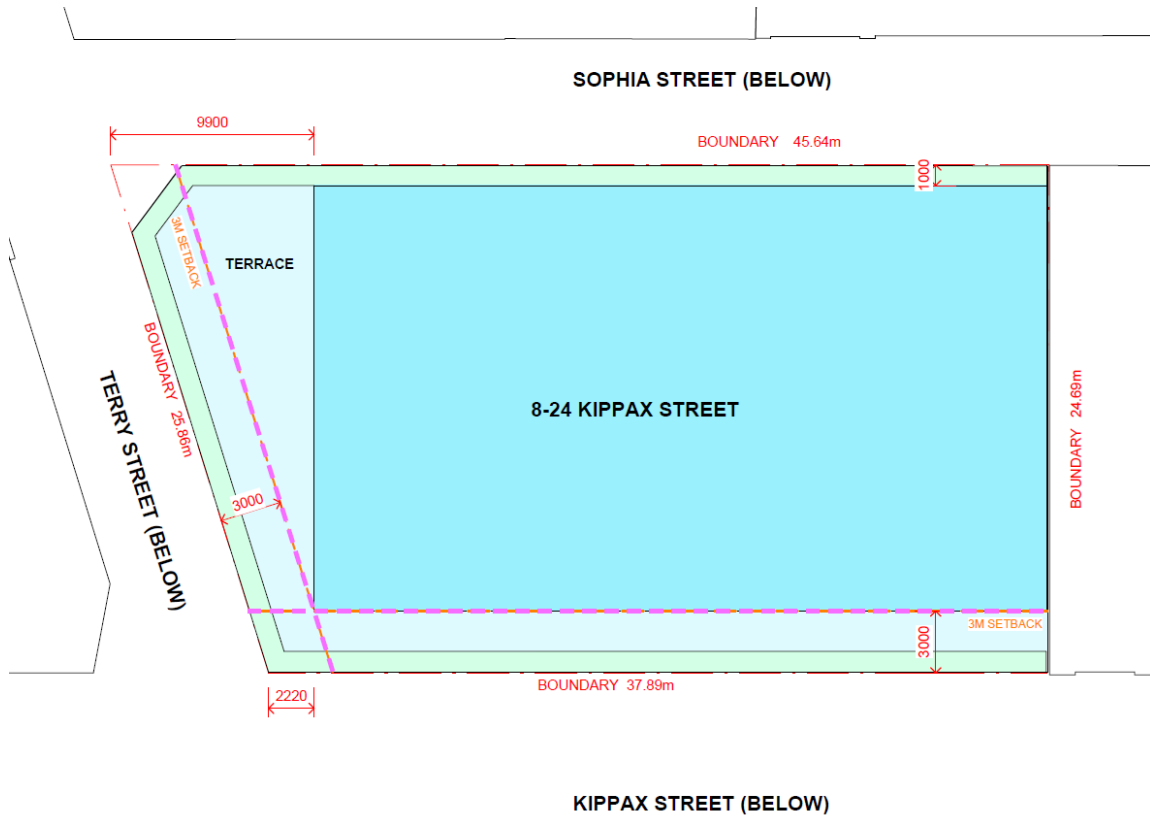 SOPHIA STREET (BELOW)
9900
BOUNDARY 45.64m
1000
3M SETBACK
TERRACE
BOUNDARY 25.86m
TERRY STREET (BELOW)
8-24 KIPPAX STREET
BOUNDARY 24.69m
3000
3M SETBACK
3000
BOUNDARY 37.89m
2220
KIPPAX STREET (BELOW)